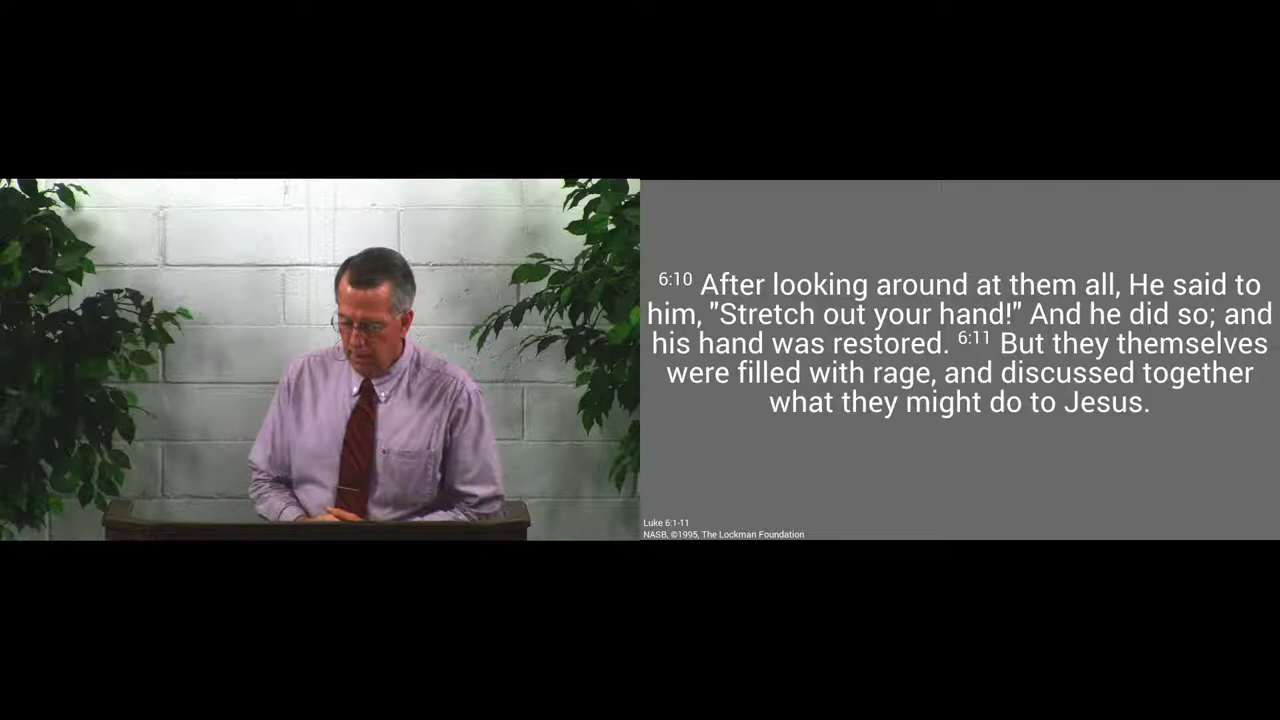 6:10 After looking around at them all, He said to
him, "Stretch out your hand!" And he did so; and
his hand was restored. 6:11 But they themselves
were filled with rage, and discussed together
what they might do to Jesus.
Luke 6:1-11
NASB, ©1995, The Lockman Foundation